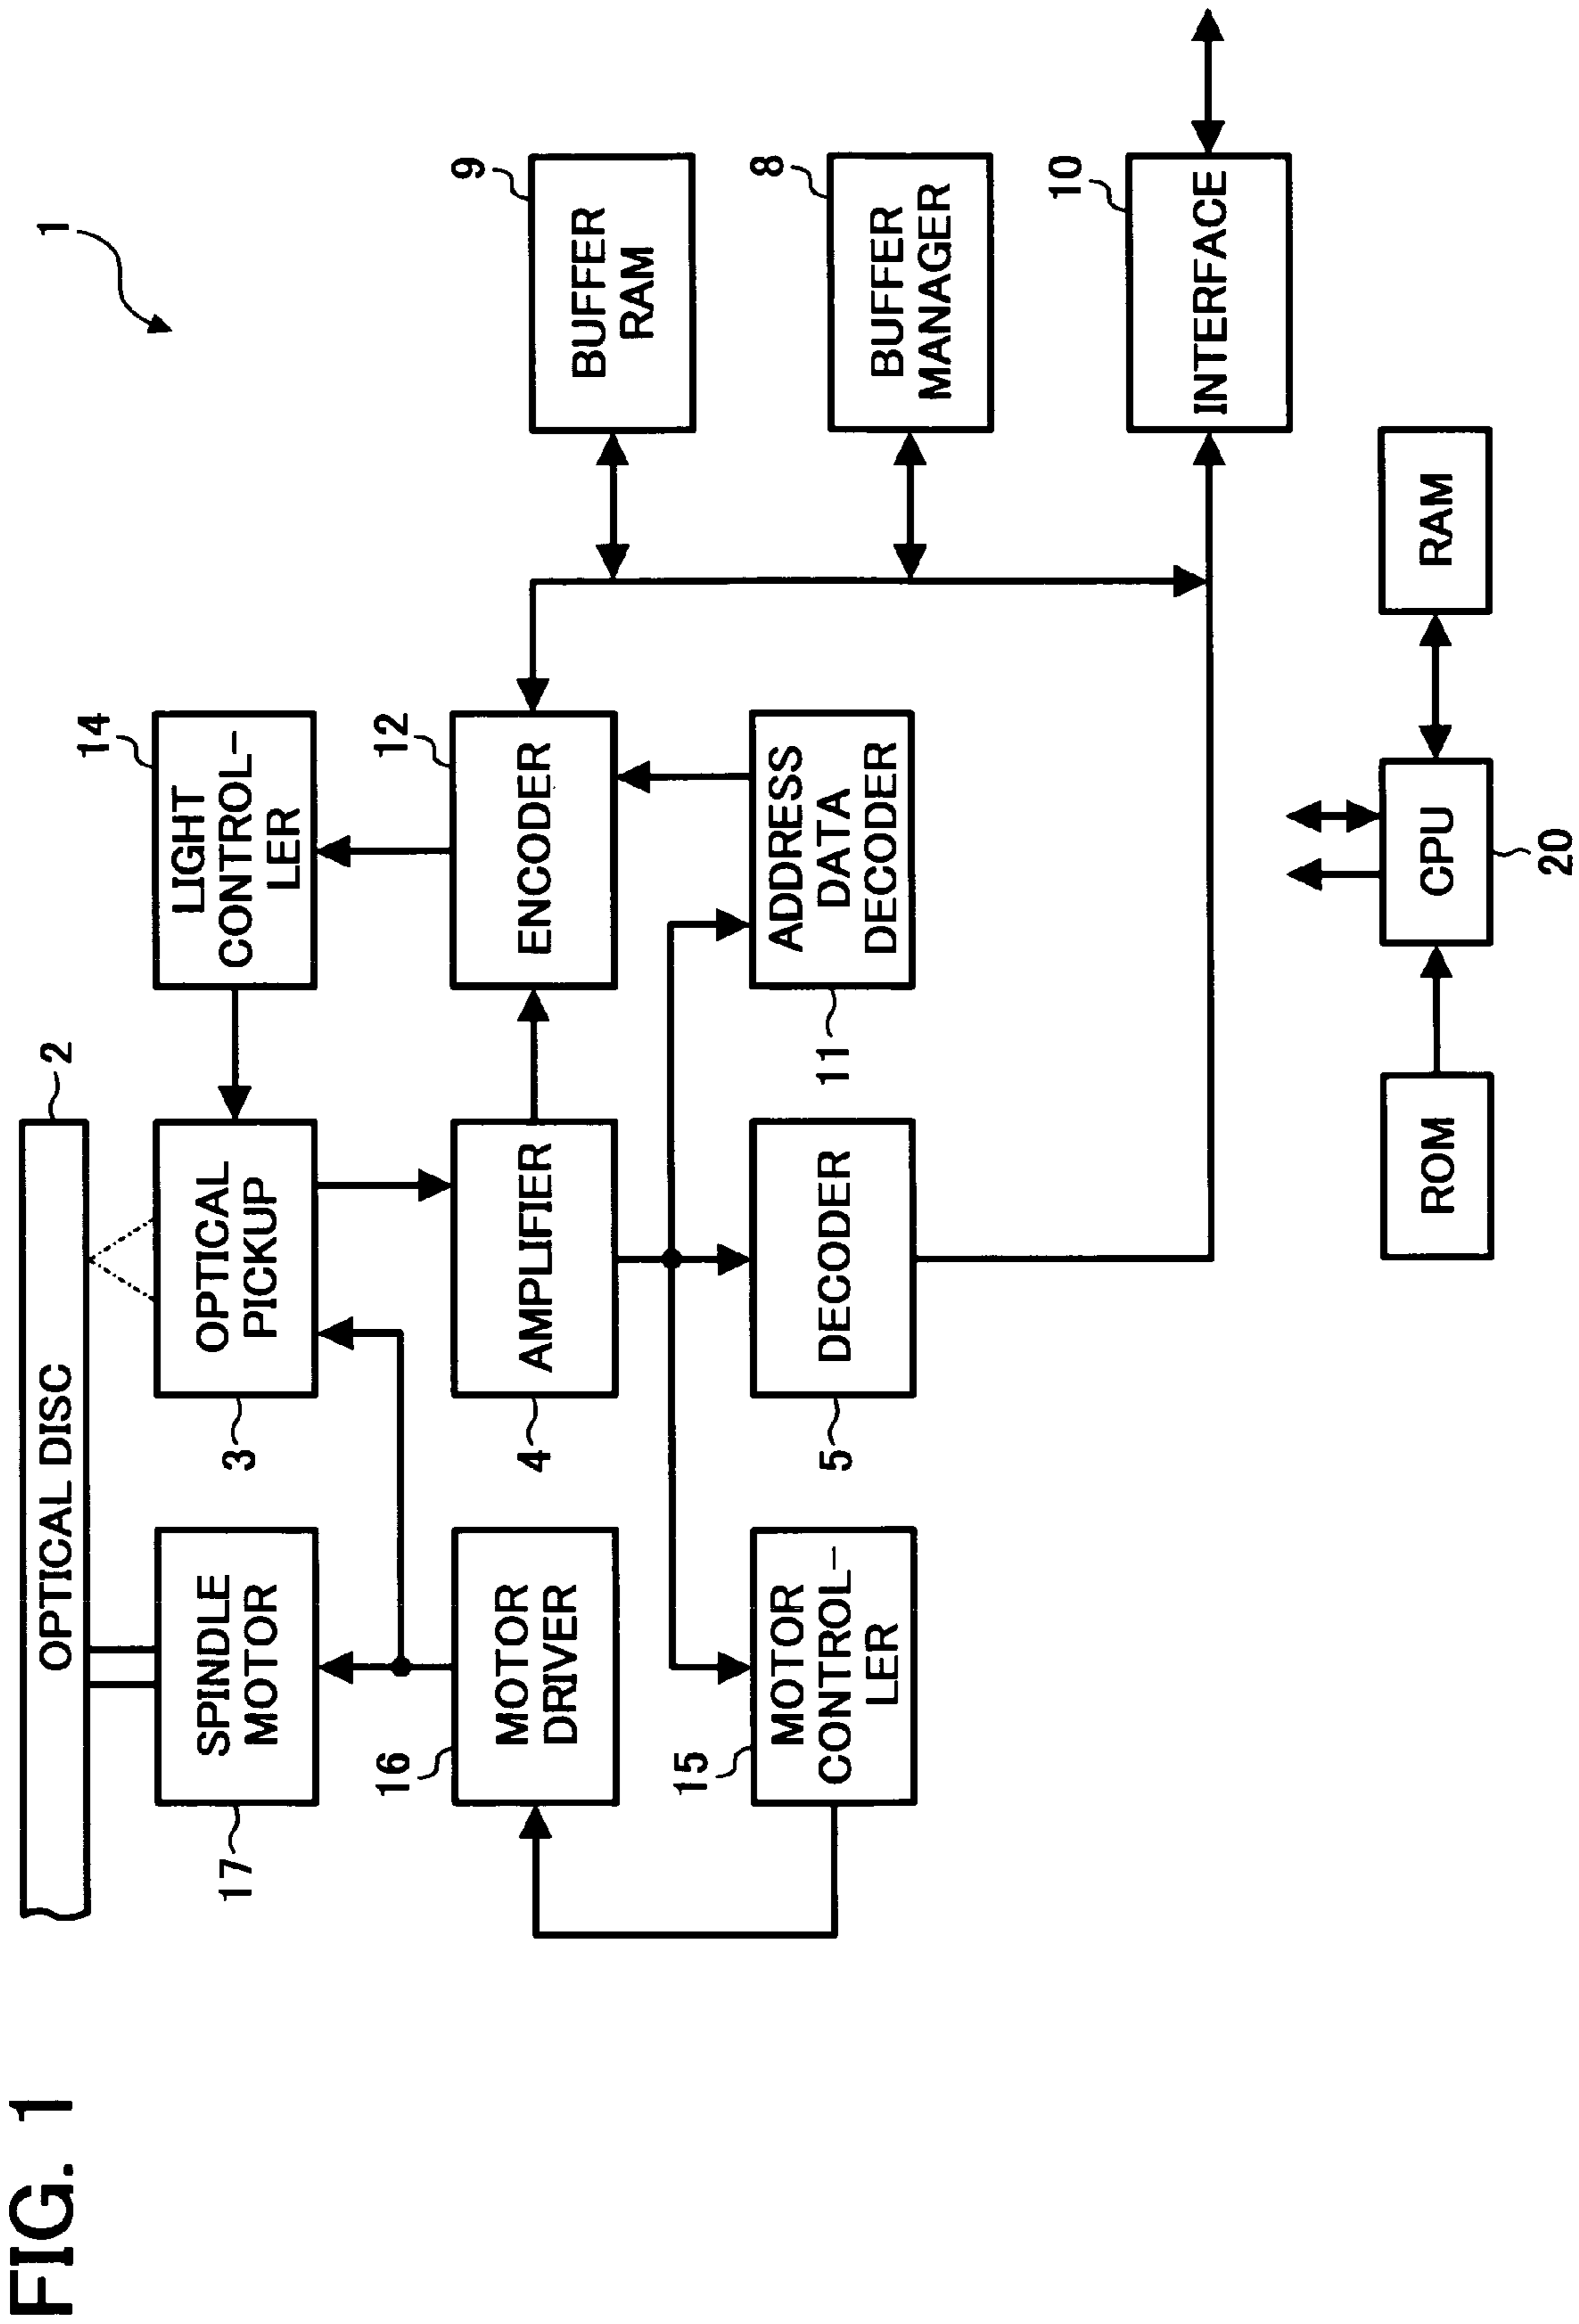 FIG. 1
1
OPTICAL DISC
2
SPINDLE
MOTOR
17
OPTICAL
PICKUP
3
LIGHT
CONTROL-
LER
14
MOTOR
DRIVER
16
AMPLIFIER
4
ENCODER
12
BUFFER
RAM
9
MOTOR
CONTROL-
LER
15
DECODER
5
ADDRESS
DATA
DECODER
11
BUFFER
MANAGER
8
INTERFACE
10
ROM
CPU
20
RAM